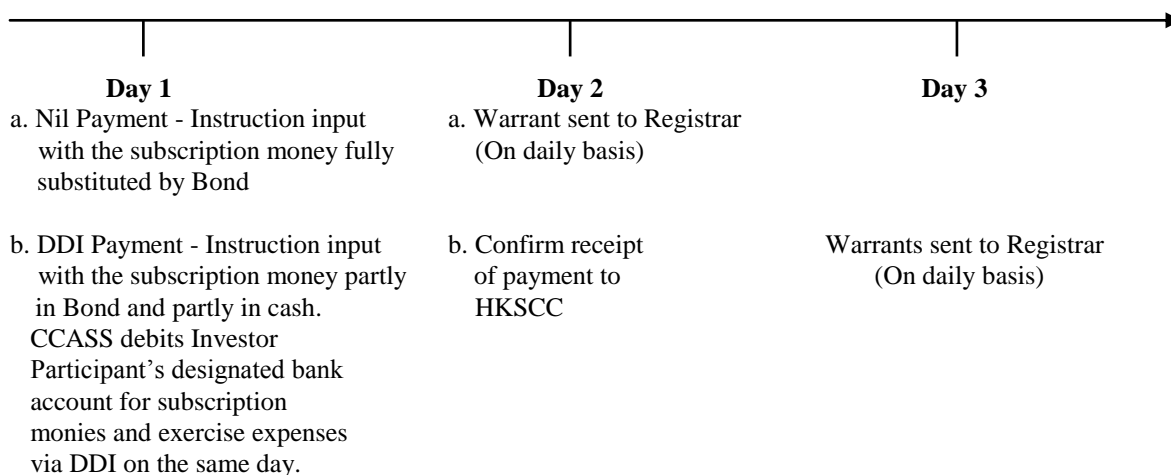 Day 1
a. Nil Payment - Instruction input
with the subscription money fully
substituted by Bond
b. DDI Payment - Instruction input
with the subscription money partly
in Bond and partly in cash.
CCASS debits Investor
Participant’s designated bank
account for subscription
monies and exercise expenses
via DDI on the same day.
Day 2
a. Warrant sent to Registrar
(On daily basis)
b. Confirm receipt
of payment to
HKSCC
Day 3
Warrants sent to Registrar
(On daily basis)